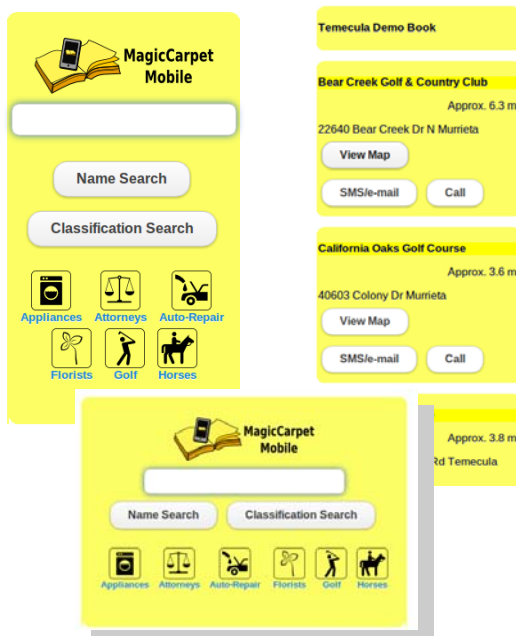 MagicCarpet
Mobile
Name Search
Classification Search
Appliances Attorneys Auto-Repair
Florists Golf Horses
Temecula Demo Book
Bear Creek Golf & Country Club
Approx. 6.3 m
22640 Bear Creek Dr N Murrieta
View Map
SMS/e-mail Call
California Oaks Golf Course
Approx. 3.6 m
40603 Colony Dr Murrieta
View Map
SMS/e-mail Call
Approx. 3.8 m
Rd Temecula
MagicCarpet
Mobile
Name Search Classification Search
Appliances Attorneys Auto-Repair Florists Golf Horses